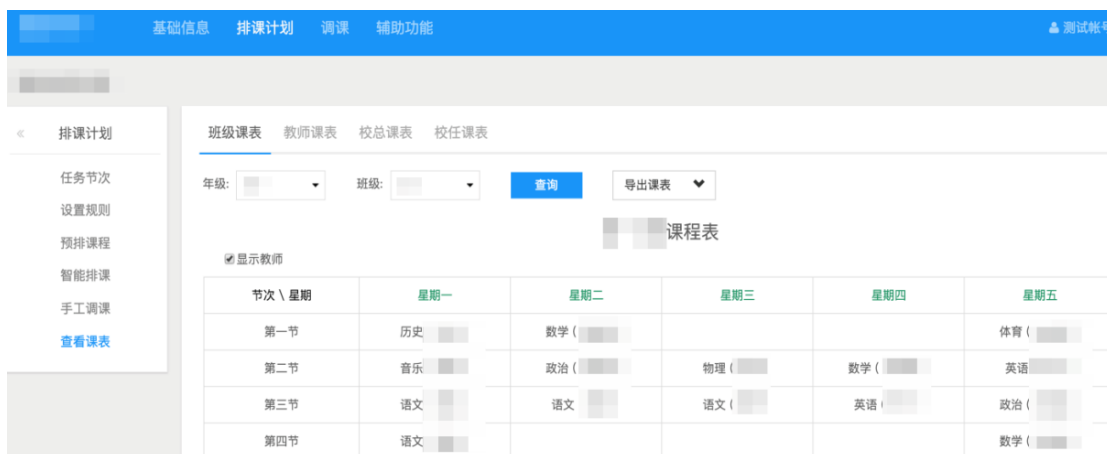 基础信息 排课计划 调课 辅助功能 测试帐号
« 排课计划
任务节次
设置规则
预排课程
智能排课
手工调课
查看课表
班级课表 教师课表 校总课表 校任课表
年级: 班级: 查询 导出课表
课程表
显示教师
节次 \ 星期 星期一 星期二 星期三 星期四 星期五
第一节 历史 数学 ( 体育 (
第二节 音乐 政治 ( 物理 ( 数学 ( 英语
第三节 语文 语文 语文 ( 英语 ( 政治 (
第四节 语文 数学 (